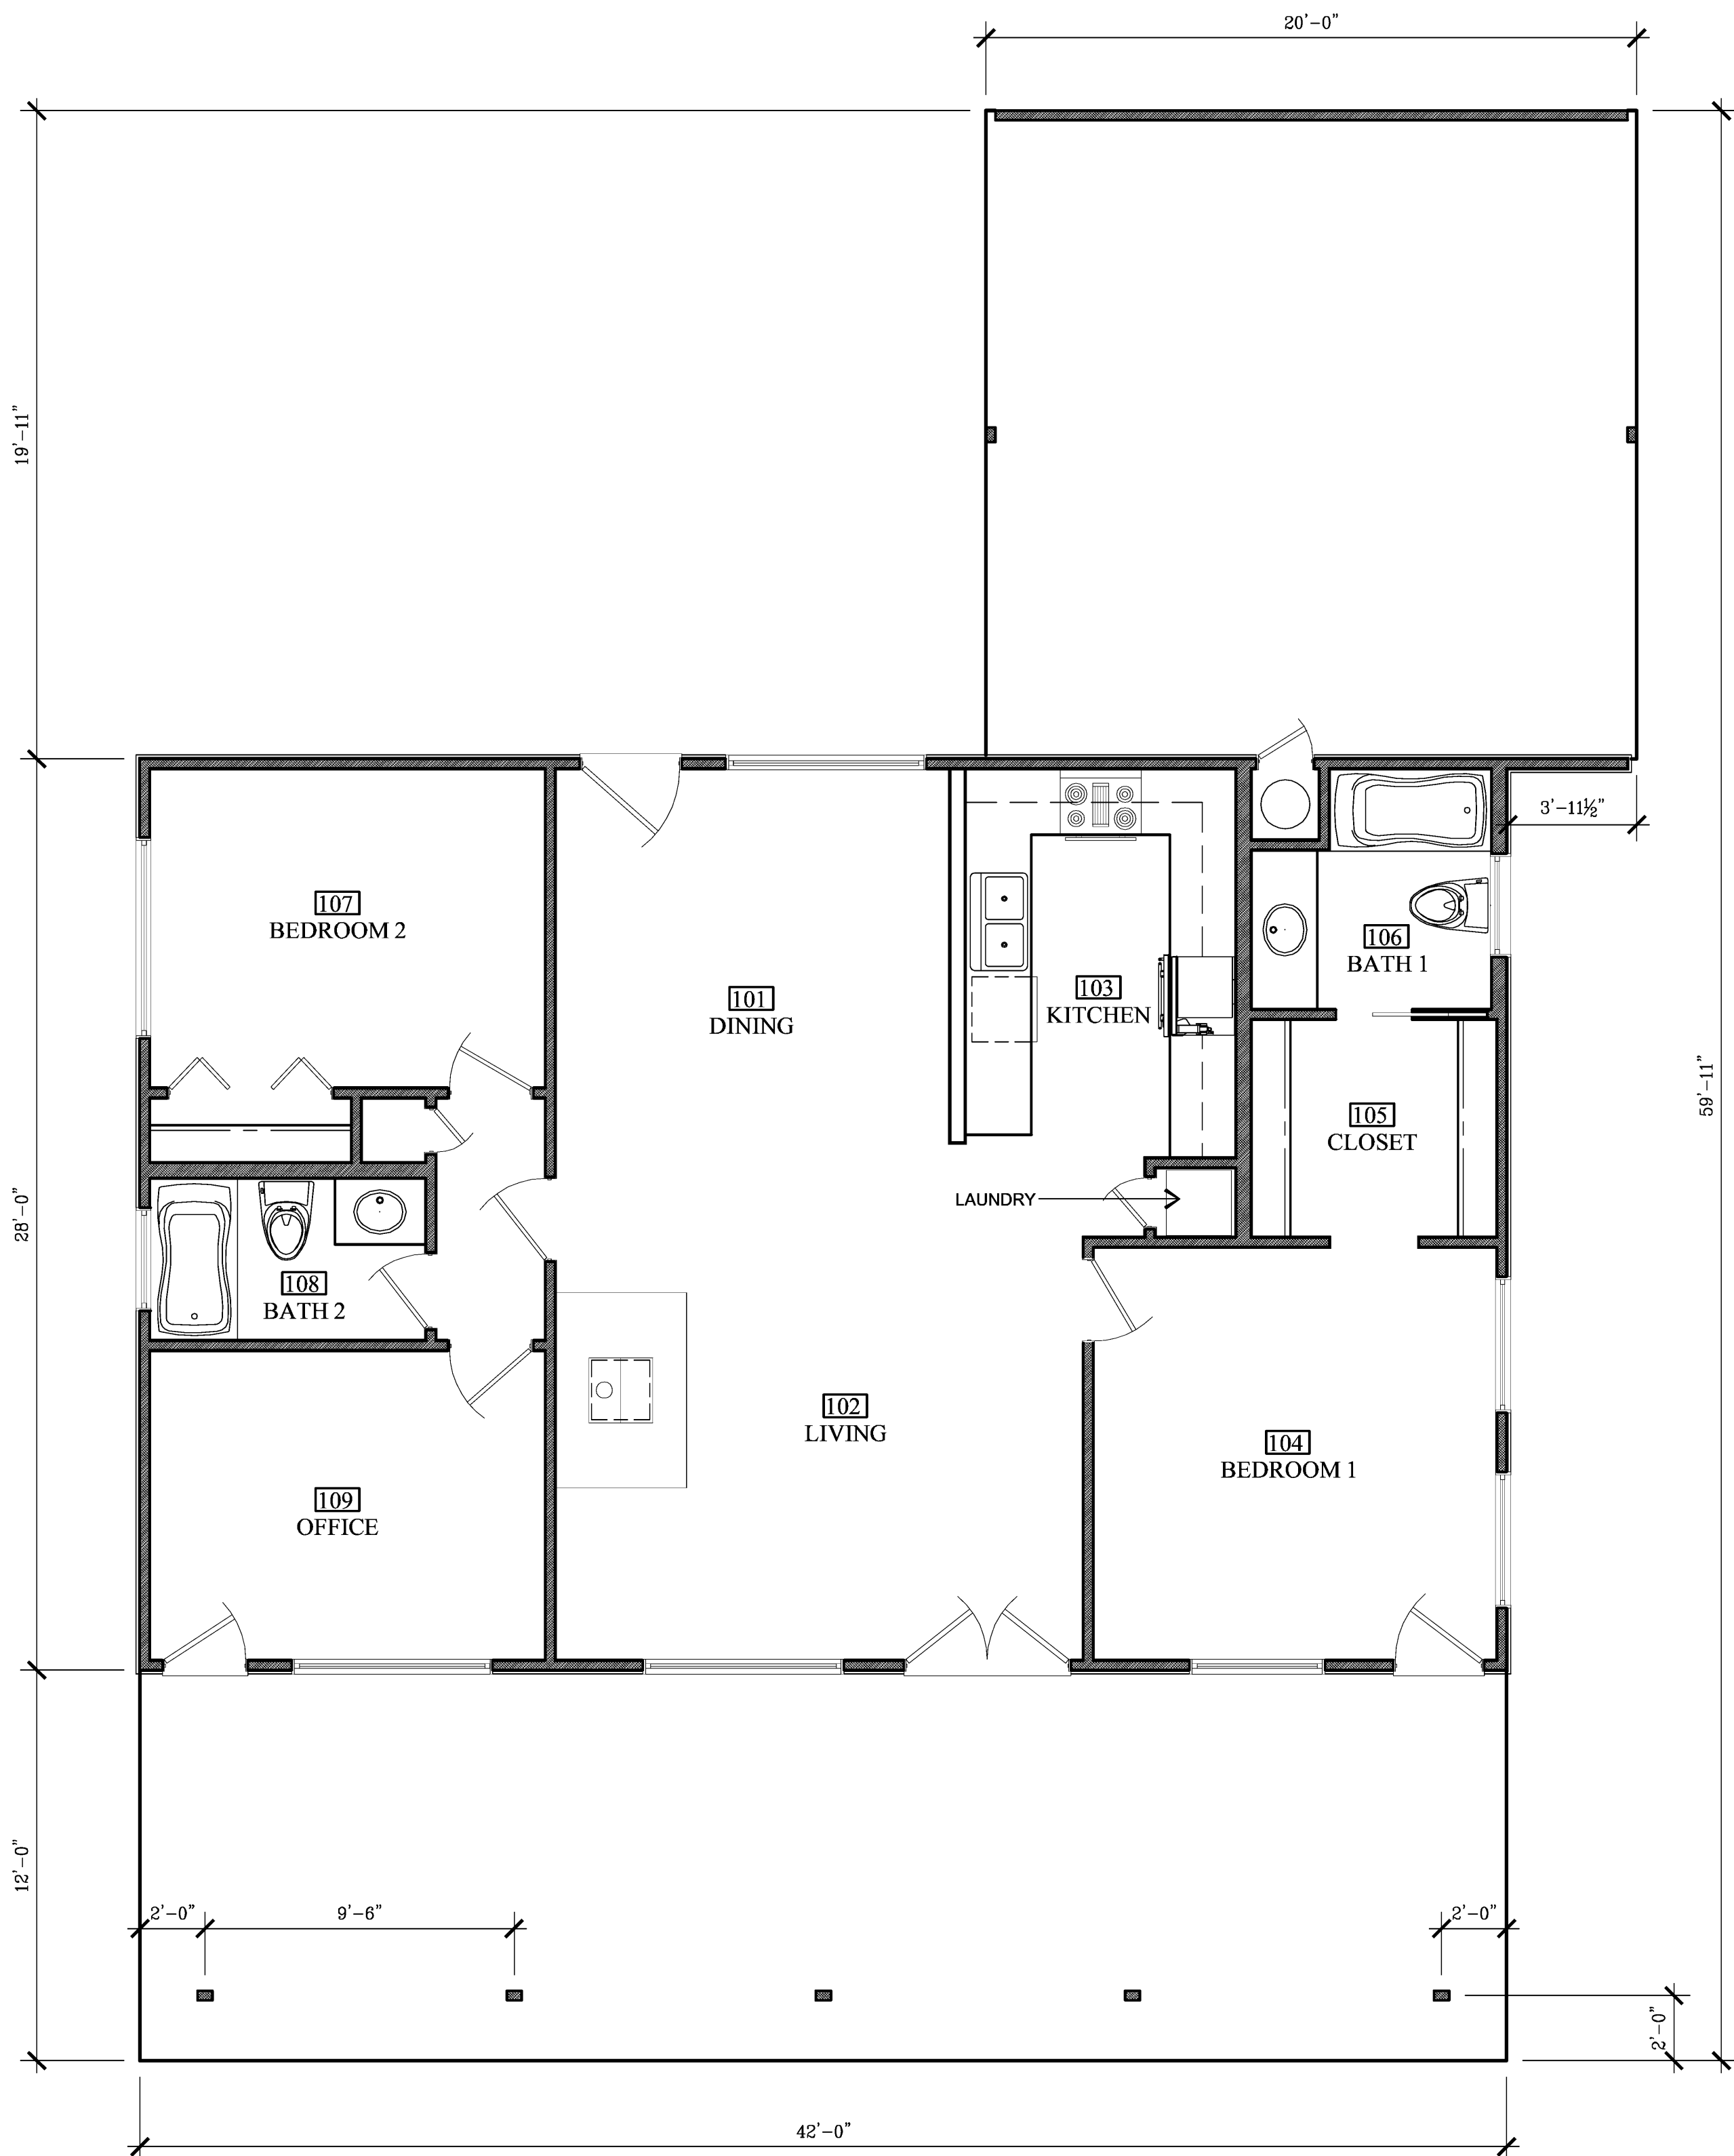 20'-0"
19'-11"
3'-11½"
107
BEDROOM 2
106
BATH 1
101
DINING
103
KITCHEN
59'-11"
105
CLOSET
28'-0"
LAUNDRY
108
BATH 2
102
LIVING
104
BEDROOM 1
109
OFFICE
12'-0"
2'-0"
9'-6"
2'-0"
2'-0"
42'-0"